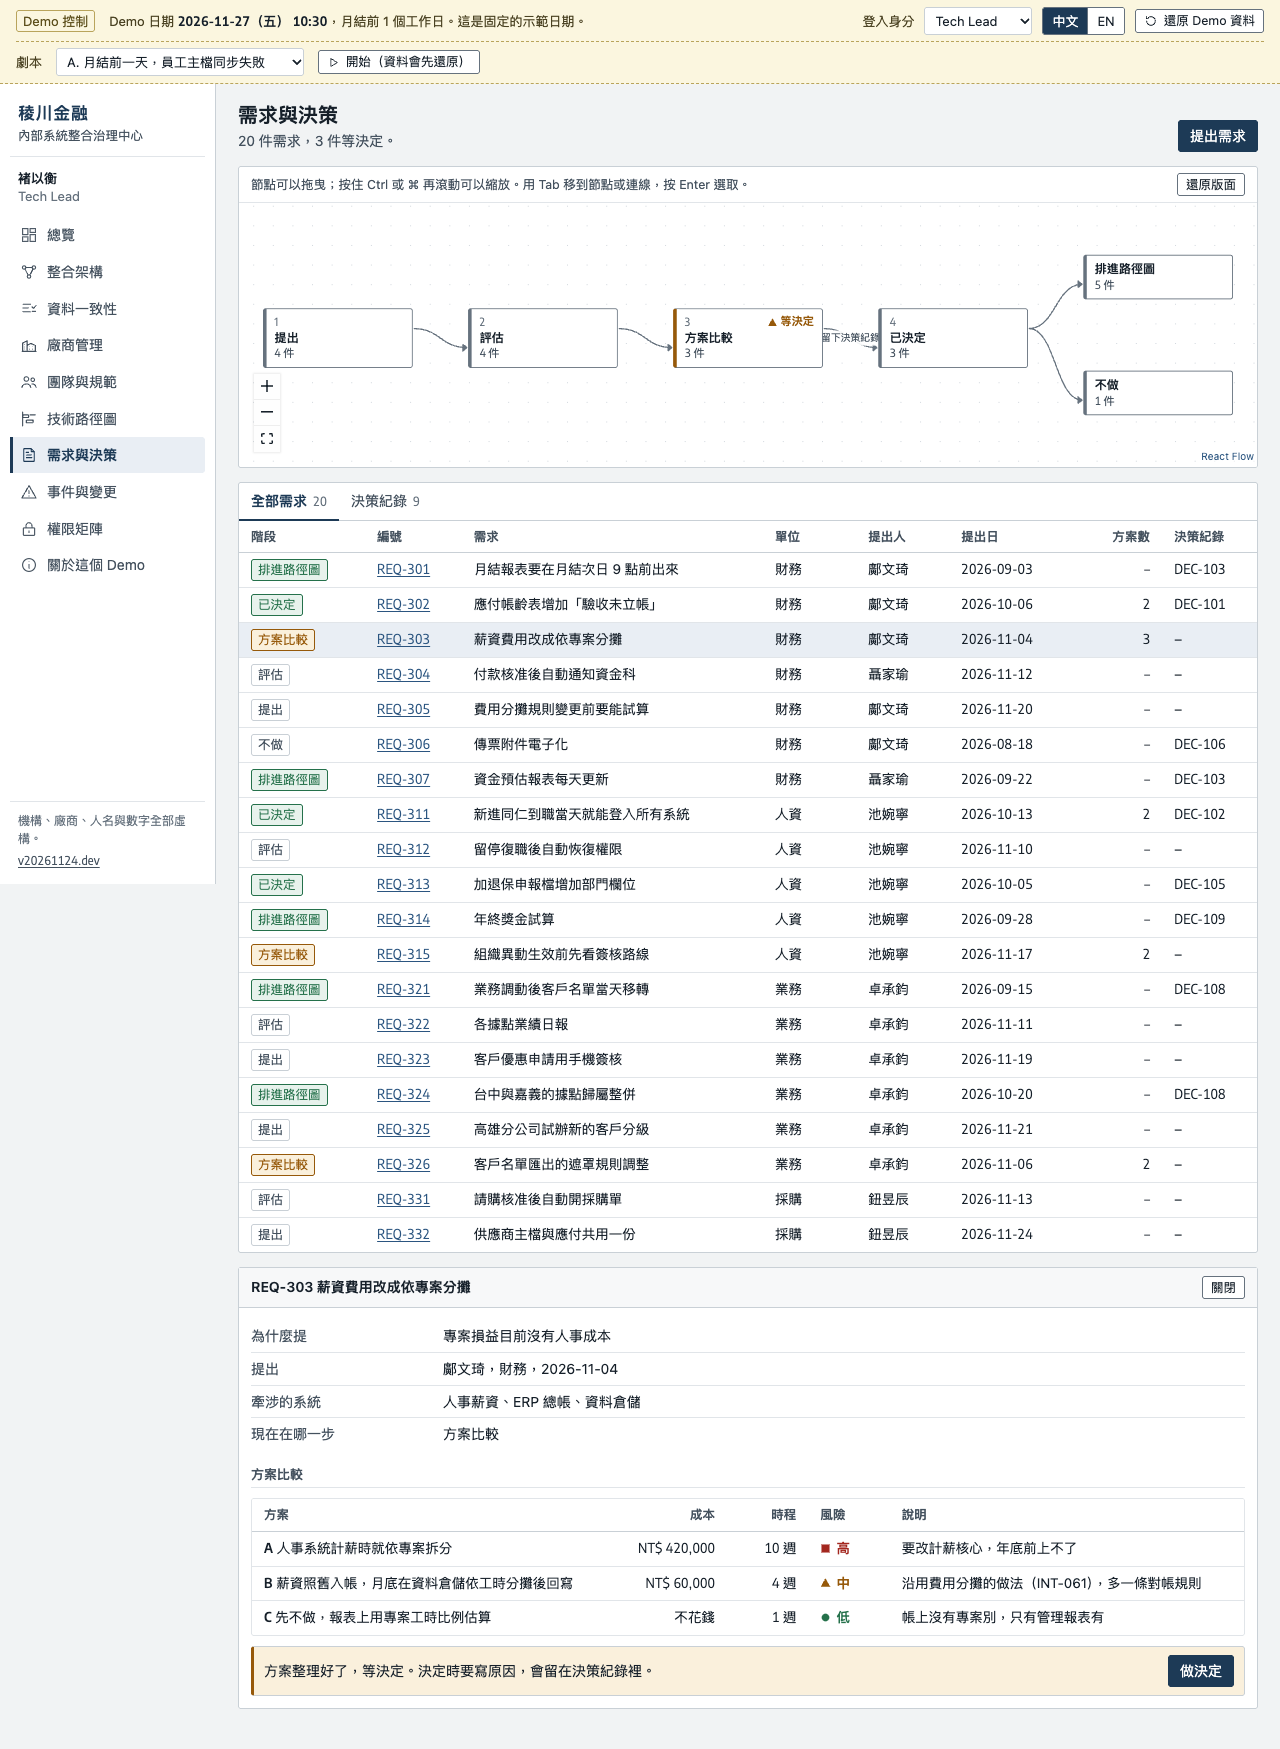 Demo 控制 Demo 日期 2026-11-27（五） 10:30，月結前 1 個工作日。這是固定的示範日期。 登入身分 Tech Lead 中文 EN 還原 Demo 資料
劇本 A. 月結前一天，員工主檔同步失敗 開始（資料會先還原）
稜川金融
內部系統整合治理中心
褚以衡
Tech Lead
總覽
整合架構
資料一致性
廠商管理
團隊與規範
技術路徑圖
需求與決策
事件與變更
權限矩陣
關於這個 Demo
機構、廠商、人名與數字全部虛構。
v20261124.dev
需求與決策
20 件需求，3 件等決定。
提出需求
節點可以拖曳；按住 Ctrl 或 ⌘ 再滾動可以縮放。用 Tab 移到節點或連線，按 Enter 選取。 還原版面
1
提出
4 件
2
評估
4 件
3 ▲ 等決定
方案比較
3 件
留下決策紀錄
4
已決定
3 件
排進路徑圖
5 件
不做
1 件
React Flow
全部需求 20 決策紀錄 9
階段 編號 需求 單位 提出人 提出日 方案數 決策紀錄
排進路徑圖 REQ-301 月結報表要在月結次日 9 點前出來 財務 鄺文琦 2026-09-03 – DEC-103
已決定 REQ-302 應付帳齡表增加「驗收未立帳」 財務 鄺文琦 2026-10-06 2 DEC-101
方案比較 REQ-303 薪資費用改成依專案分攤 財務 鄺文琦 2026-11-04 3 –
評估 REQ-304 付款核准後自動通知資金科 財務 聶家瑜 2026-11-12 – –
提出 REQ-305 費用分攤規則變更前要能試算 財務 鄺文琦 2026-11-20 – –
不做 REQ-306 傳票附件電子化 財務 鄺文琦 2026-08-18 – DEC-106
排進路徑圖 REQ-307 資金預估報表每天更新 財務 聶家瑜 2026-09-22 – DEC-103
已決定 REQ-311 新進同仁到職當天就能登入所有系統 人資 池婉寧 2026-10-13 2 DEC-102
評估 REQ-312 留停復職後自動恢復權限 人資 池婉寧 2026-11-10 – –
已決定 REQ-313 加退保申報檔增加部門欄位 人資 池婉寧 2026-10-05 – DEC-105
排進路徑圖 REQ-314 年終獎金試算 人資 池婉寧 2026-09-28 – DEC-109
方案比較 REQ-315 組織異動生效前先看簽核路線 人資 池婉寧 2026-11-17 2 –
排進路徑圖 REQ-321 業務調動後客戶名單當天移轉 業務 卓承鈞 2026-09-15 – DEC-108
評估 REQ-322 各據點業績日報 業務 卓承鈞 2026-11-11 – –
提出 REQ-323 客戶優惠申請用手機簽核 業務 卓承鈞 2026-11-19 – –
排進路徑圖 REQ-324 台中與嘉義的據點歸屬整併 業務 卓承鈞 2026-10-20 – DEC-108
提出 REQ-325 高雄分公司試辦新的客戶分級 業務 卓承鈞 2026-11-21 – –
方案比較 REQ-326 客戶名單匯出的遮罩規則調整 業務 卓承鈞 2026-11-06 2 –
評估 REQ-331 請購核准後自動開採購單 採購 鈕昱辰 2026-11-13 – –
提出 REQ-332 供應商主檔與應付共用一份 採購 鈕昱辰 2026-11-24 – –
REQ-303 薪資費用改成依專案分攤 關閉
為什麼提 專案損益目前沒有人事成本
提出 鄺文琦，財務，2026-11-04
牽涉的系統 人事薪資、ERP 總帳、資料倉儲
現在在哪一步 方案比較
方案比較
方案 成本 時程 風險 說明
A 人事系統計薪時就依專案拆分 NT$ 420,000 10 週 ■ 高 要改計薪核心，年底前上不了
B 薪資照舊入帳，月底在資料倉儲依工時分攤後回寫 NT$ 60,000 4 週 ▲ 中 沿用費用分攤的做法（INT-061），多一條對帳規則
C 先不做，報表上用專案工時比例估算 不花錢 1 週 ● 低 帳上沒有專案別，只有管理報表有
方案整理好了，等決定。決定時要寫原因，會留在決策紀錄裡。 做決定